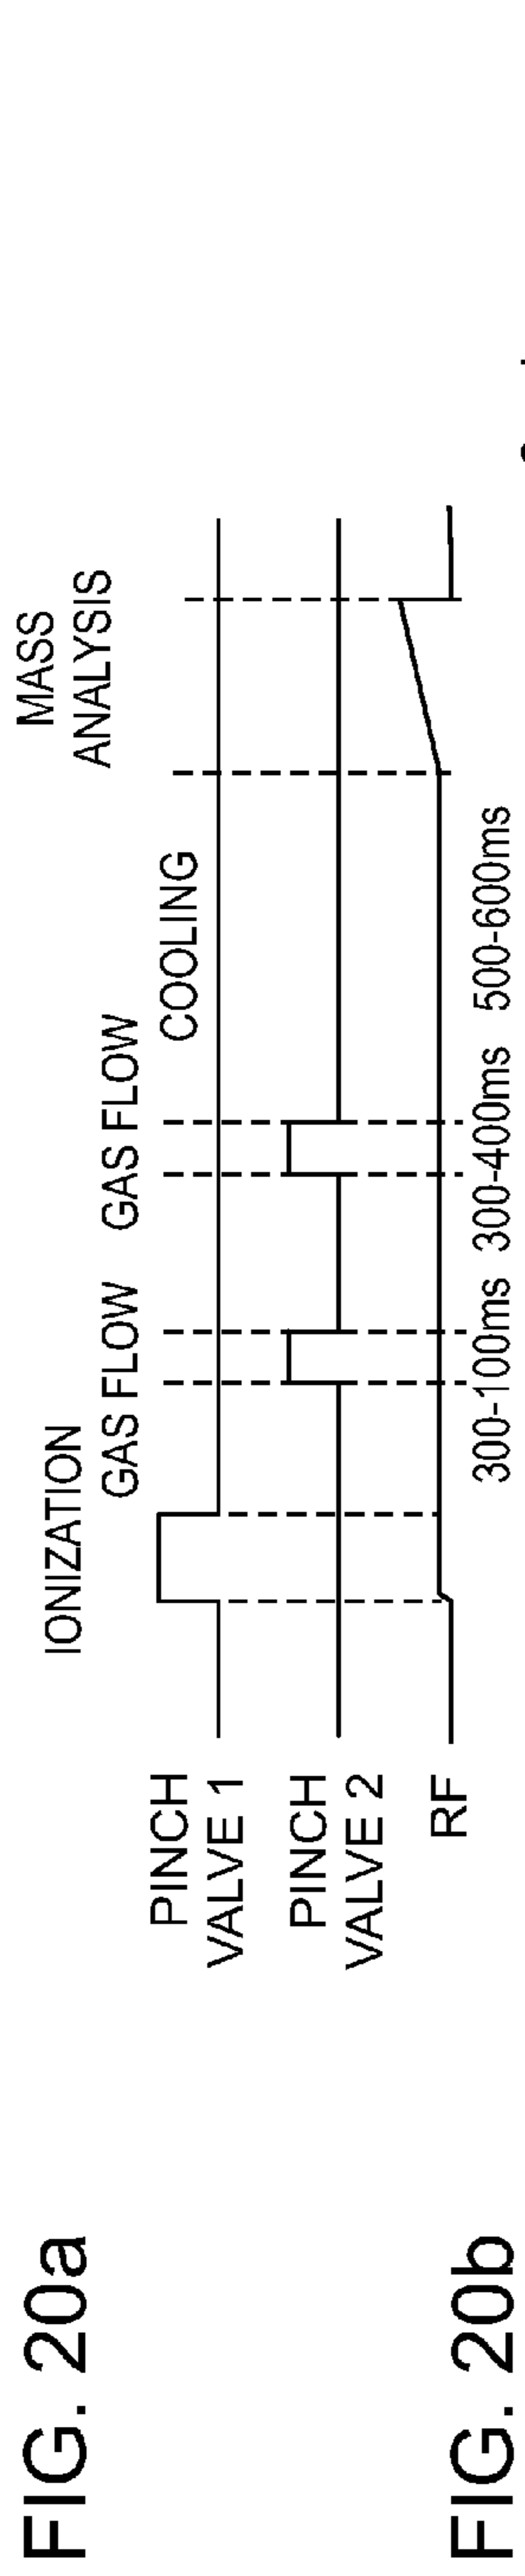 FIG. 20a
IONIZATION
GAS FLOW
GAS FLOW
COOLING
MASS
ANALYSIS
PINCH
VALVE 1
PINCH
VALVE 2
RF
300-100ms
300-400ms
500-600ms
FIG. 20b